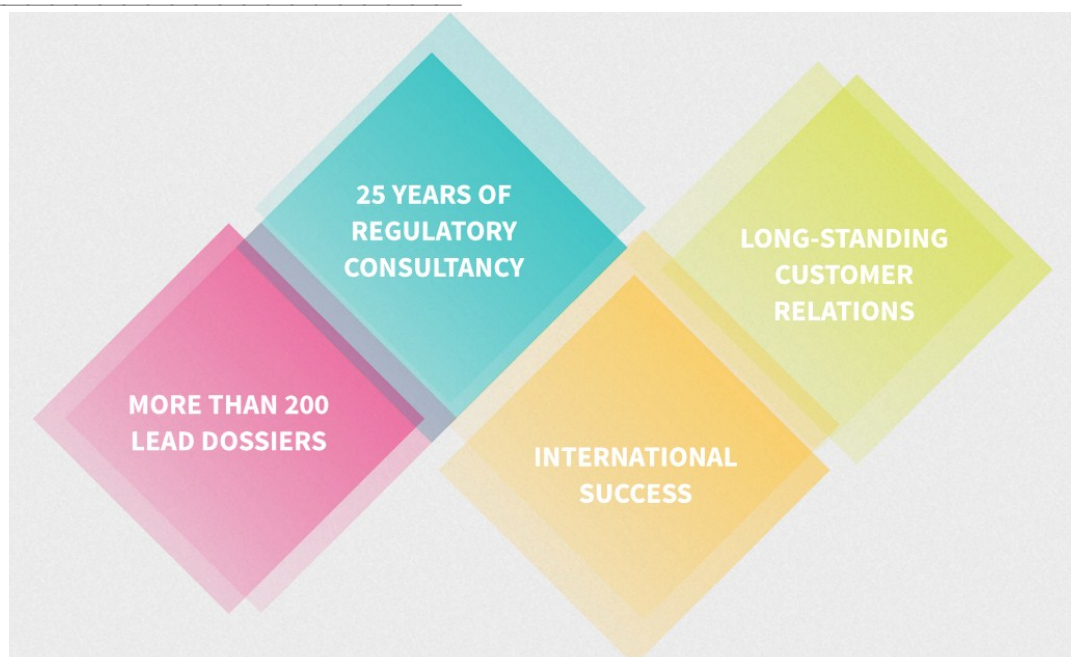 25 YEARS OF
REGULATORY
CONSULTANCY
LONG-STANDING
CUSTOMER
RELATIONS
MORE THAN 200
LEAD DOSSIERS
INTERNATIONAL
SUCCESS